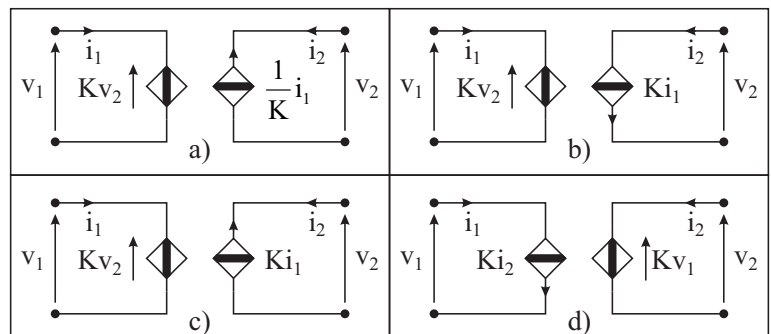 i₁
i₂
v₁
Kv₂
1/K i₁
v₂
a)
i₁
i₂
v₁
Kv₂
Ki₁
v₂
b)
i₁
i₂
v₁
Kv₂
Ki₁
v₂
c)
i₁
i₂
v₁
Ki₂
Kv₁
v₂
d)